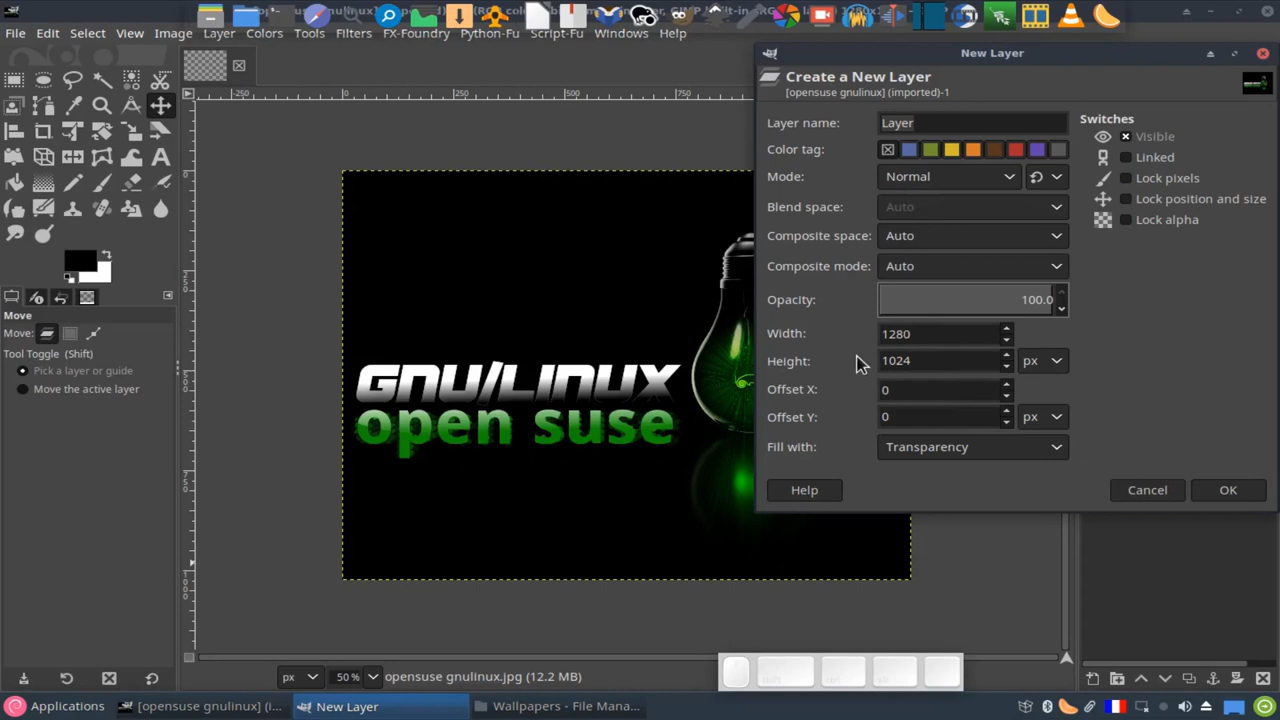 File Edit Select View Image Layer Colors Tools Filters FX-Foundry Python-Fu Script-Fu Windows Help
New Layer
Create a New Layer
[opensuse gnulinux] (imported)-1
Layer name: Layer
Switches
Visible
Color tag:
Linked
Mode: Normal
Lock pixels
Blend space: Auto
Lock position and size
Lock alpha
Composite space: Auto
Composite mode: Auto
Opacity: 100.0
Width: 1280
Height: 1024 px
Offset X: 0
Offset Y: 0 px
Fill with: Transparency
Help Cancel OK
-250 0 250 500 750
Move
Move:
Tool Toggle (Shift)
Pick a layer or guide
Move the active layer
GNU/LINUX
open suse
px 50 % opensuse gnulinux.jpg (12.2 MB)
Applications [opensuse gnulinux] (i... New Layer Wallpapers - File Mana...